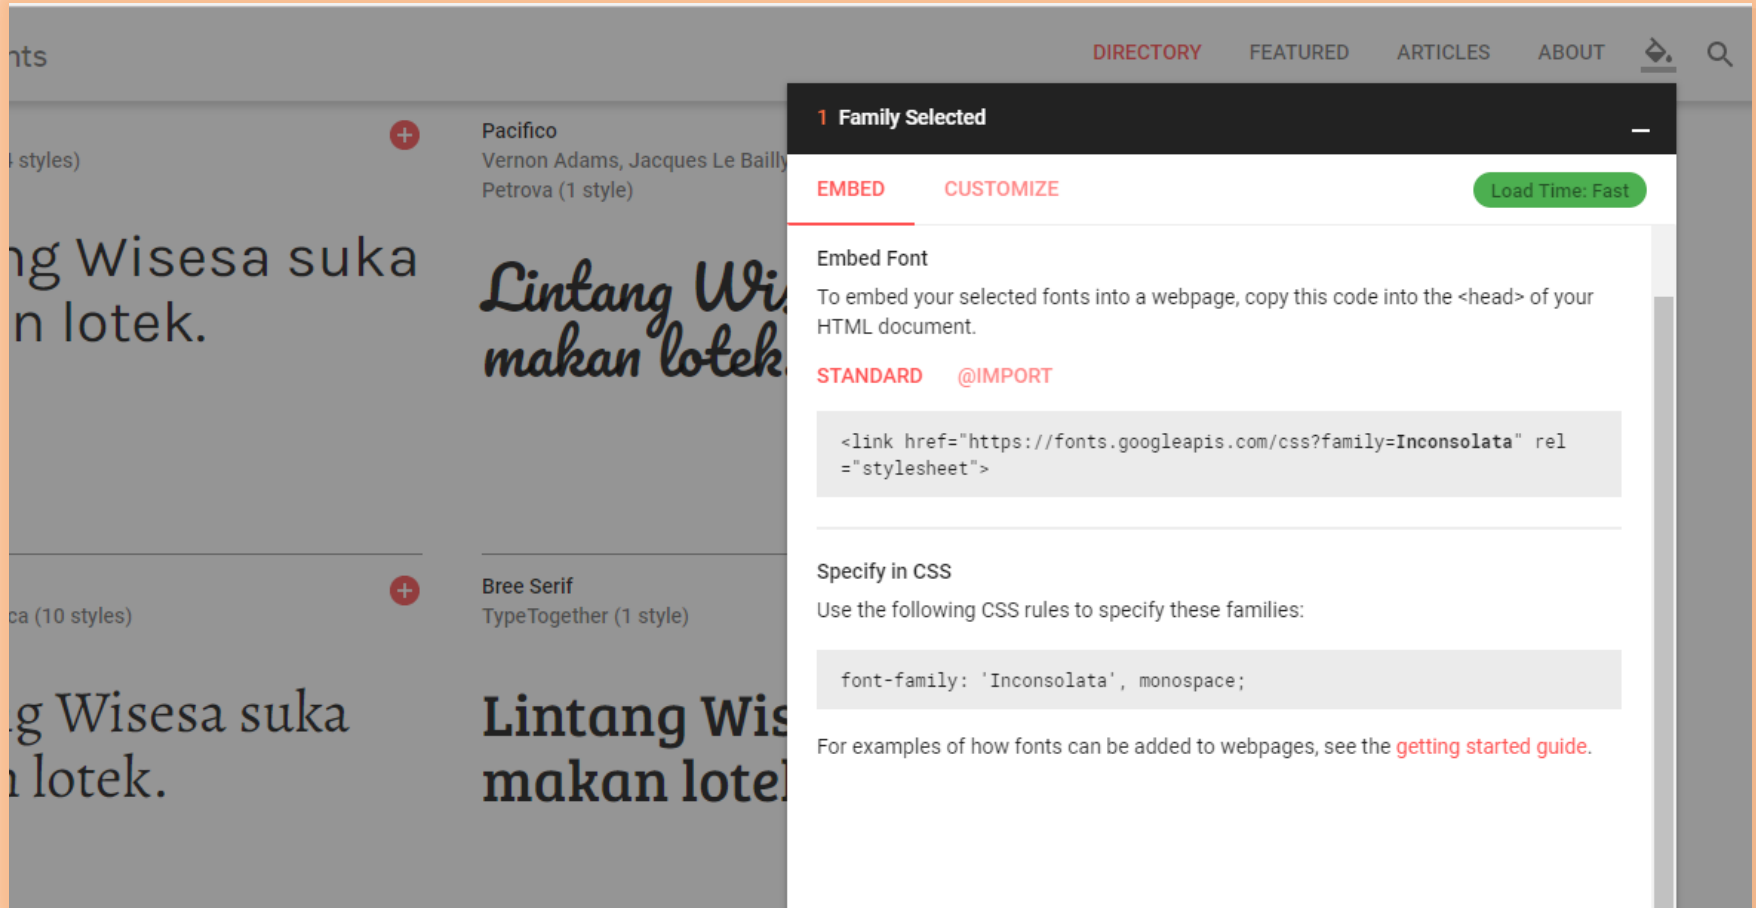 nts
DIRECTORY FEATURED ARTICLES ABOUT
styles)
Pacifico
Vernon Adams, Jacques Le Bailly
Petrova (1 style)
ng Wisesa suka
n lotek.
Lintang Wis
makan lotek.
ca (10 styles)
Bree Serif
TypeTogether (1 style)
g Wisesa suka
lotek.
Lintang Wis
makan lotek
1 Family Selected
EMBED CUSTOMIZE Load Time: Fast
Embed Font
To embed your selected fonts into a webpage, copy this code into the <head> of your
HTML document.
STANDARD @IMPORT
<link href="https://fonts.googleapis.com/css?family=Inconsolata" rel
="stylesheet">
Specify in CSS
Use the following CSS rules to specify these families:
font-family: 'Inconsolata', monospace;
For examples of how fonts can be added to webpages, see the getting started guide.